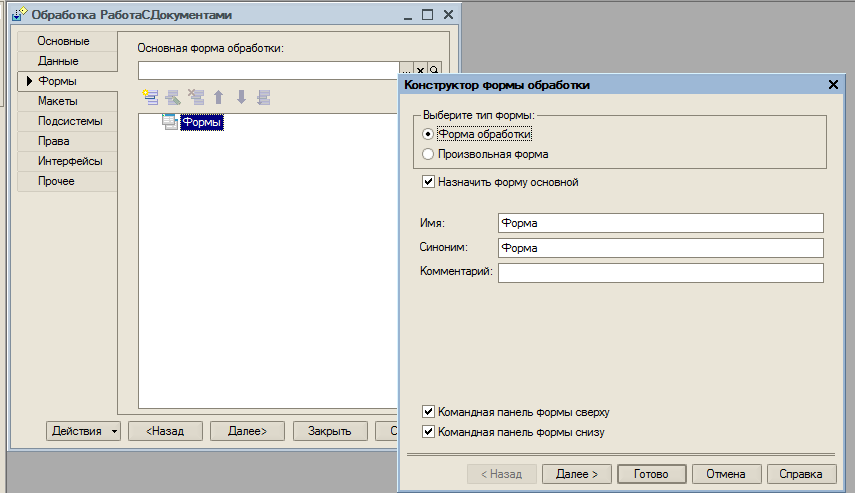 Обработка РаботаСДокументами
Основные
Данные
Формы
Макеты
Подсистемы
Права
Интерфейсы
Прочее
Основная форма обработки:
...
Формы
Действия
<Назад
Далее>
Закрыть
Конструктор формы обработки
Выберите тип формы:
Форма обработки
Произвольная форма
Назначить форму основной
Имя: Форма
Синоним: Форма
Комментарий:
Командная панель формы сверху
Командная панель формы снизу
< Назад
Далее >
Готово
Отмена
Справка